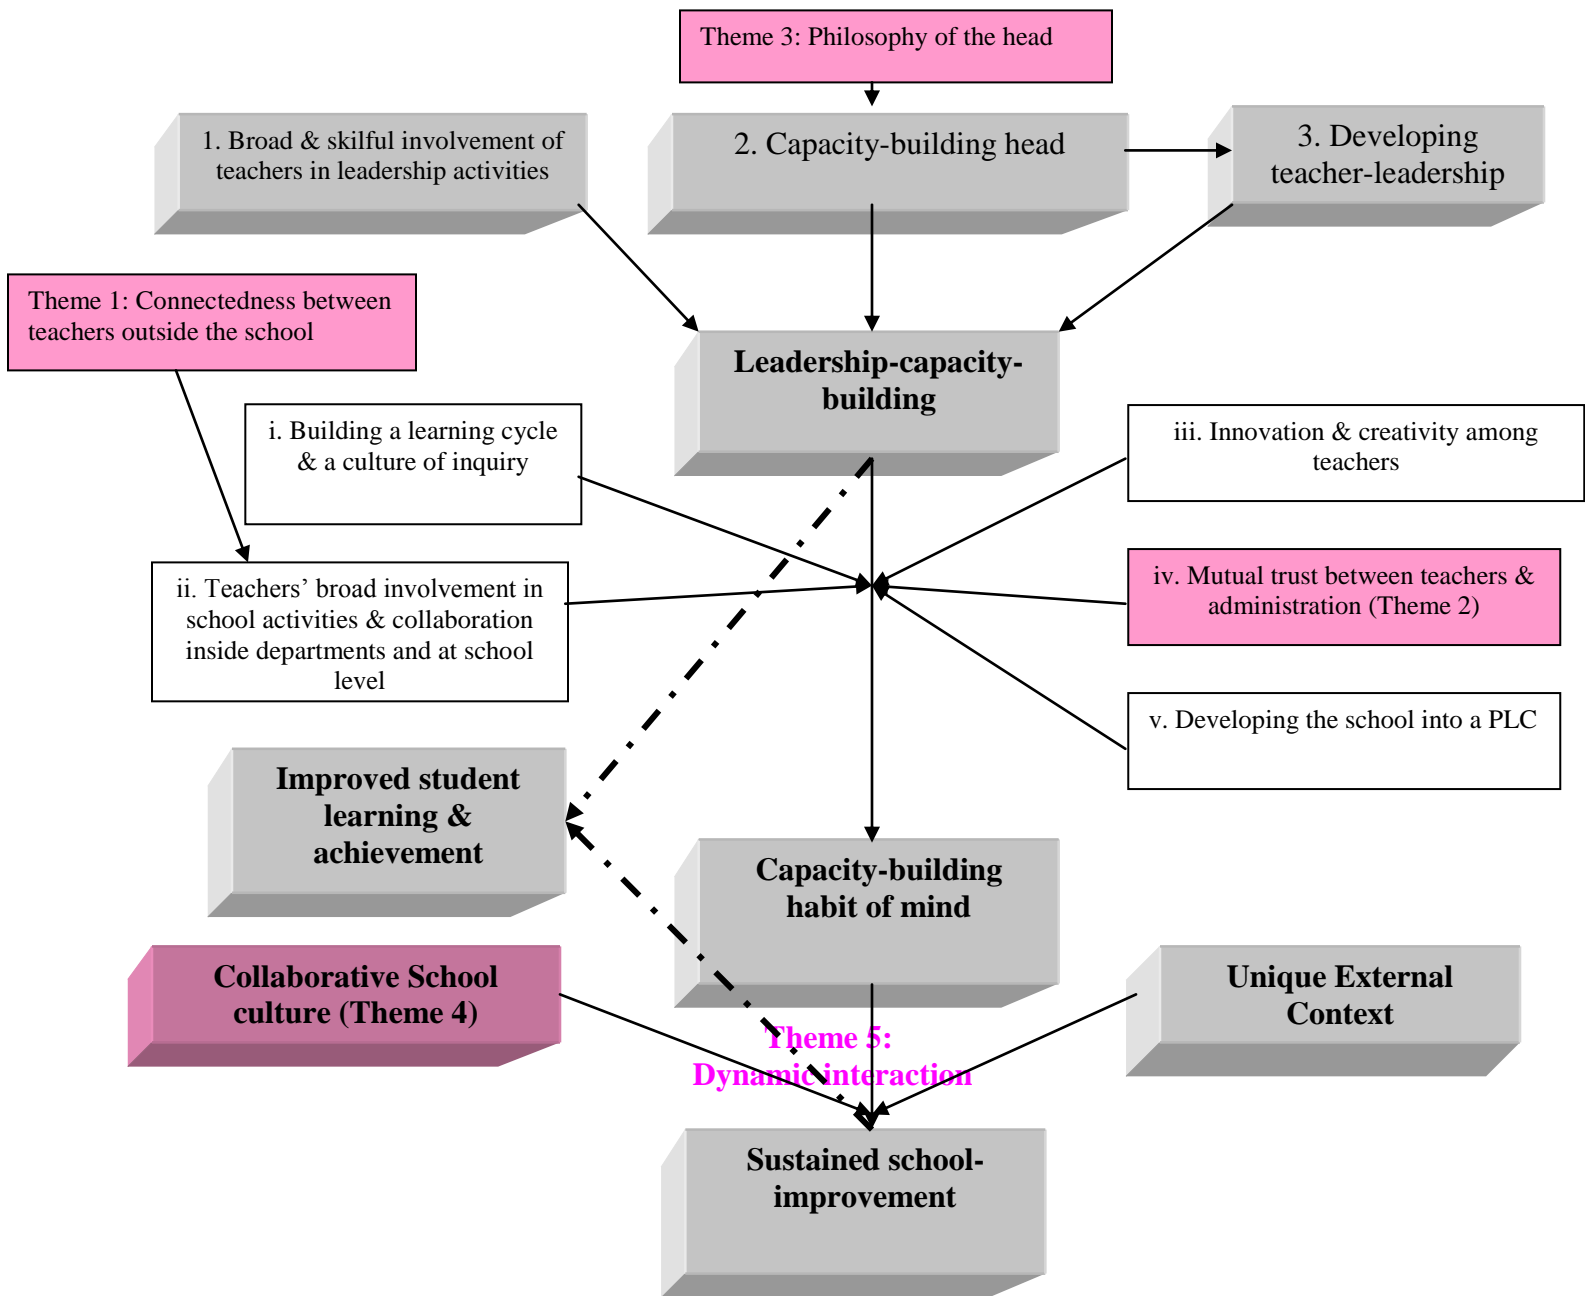 Theme 3: Philosophy of the head
1. Broad & skilful involvement of
teachers in leadership activities
2. Capacity-building head
3. Developing
teacher-leadership
Theme 1: Connectedness between
teachers outside the school
Leadership-capacity-
building
i. Building a learning cycle
& a culture of inquiry
iii. Innovation & creativity among
teachers
ii. Teachers’ broad involvement in
school activities & collaboration
inside departments and at school
level
iv. Mutual trust between teachers &
administration (Theme 2)
v. Developing the school into a PLC
Improved student
learning &
achievement
Capacity-building
habit of mind
Collaborative School
culture (Theme 4)
Unique External
Context
Theme 5:
Dynamic interaction
Sustained school-
improvement